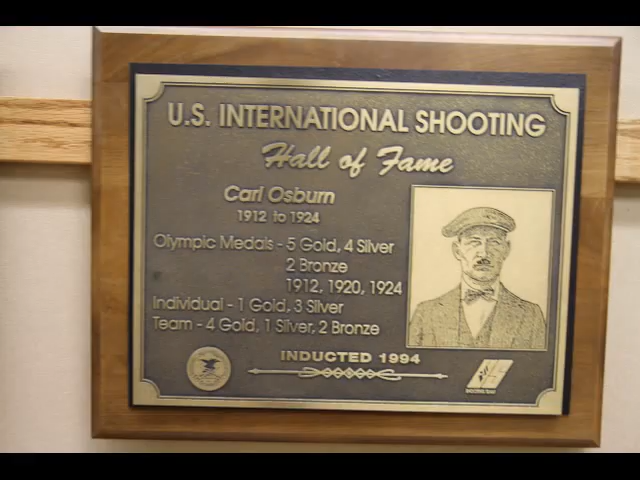 U.S. INTERNATIONAL SHOOTING
Hall of Fame
Carl Osburn
1912 to 1924
Olympic Medals - 5 Gold, 4 Silver
2 Bronze
1912, 1920, 1924
Individual - 1 Gold, 3 Silver
Team - 4 Gold, 1 Silver, 2 Bronze
INDUCTED 1994